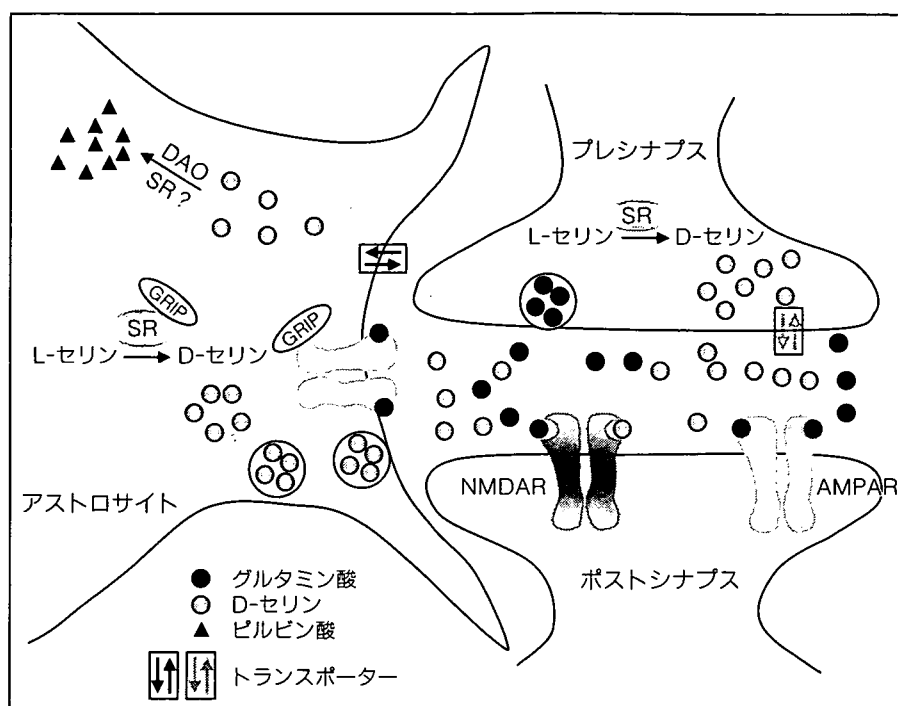 DAO
SR ?
GRIP
SR
L-セリン → D-セリン
GRIP
アストロサイト
プレシナプス
SR
L-セリン → D-セリン
NMDAR
AMPAR
ポストシナプス
グルタミン酸
D-セリン
ピルビン酸
トランスポーター